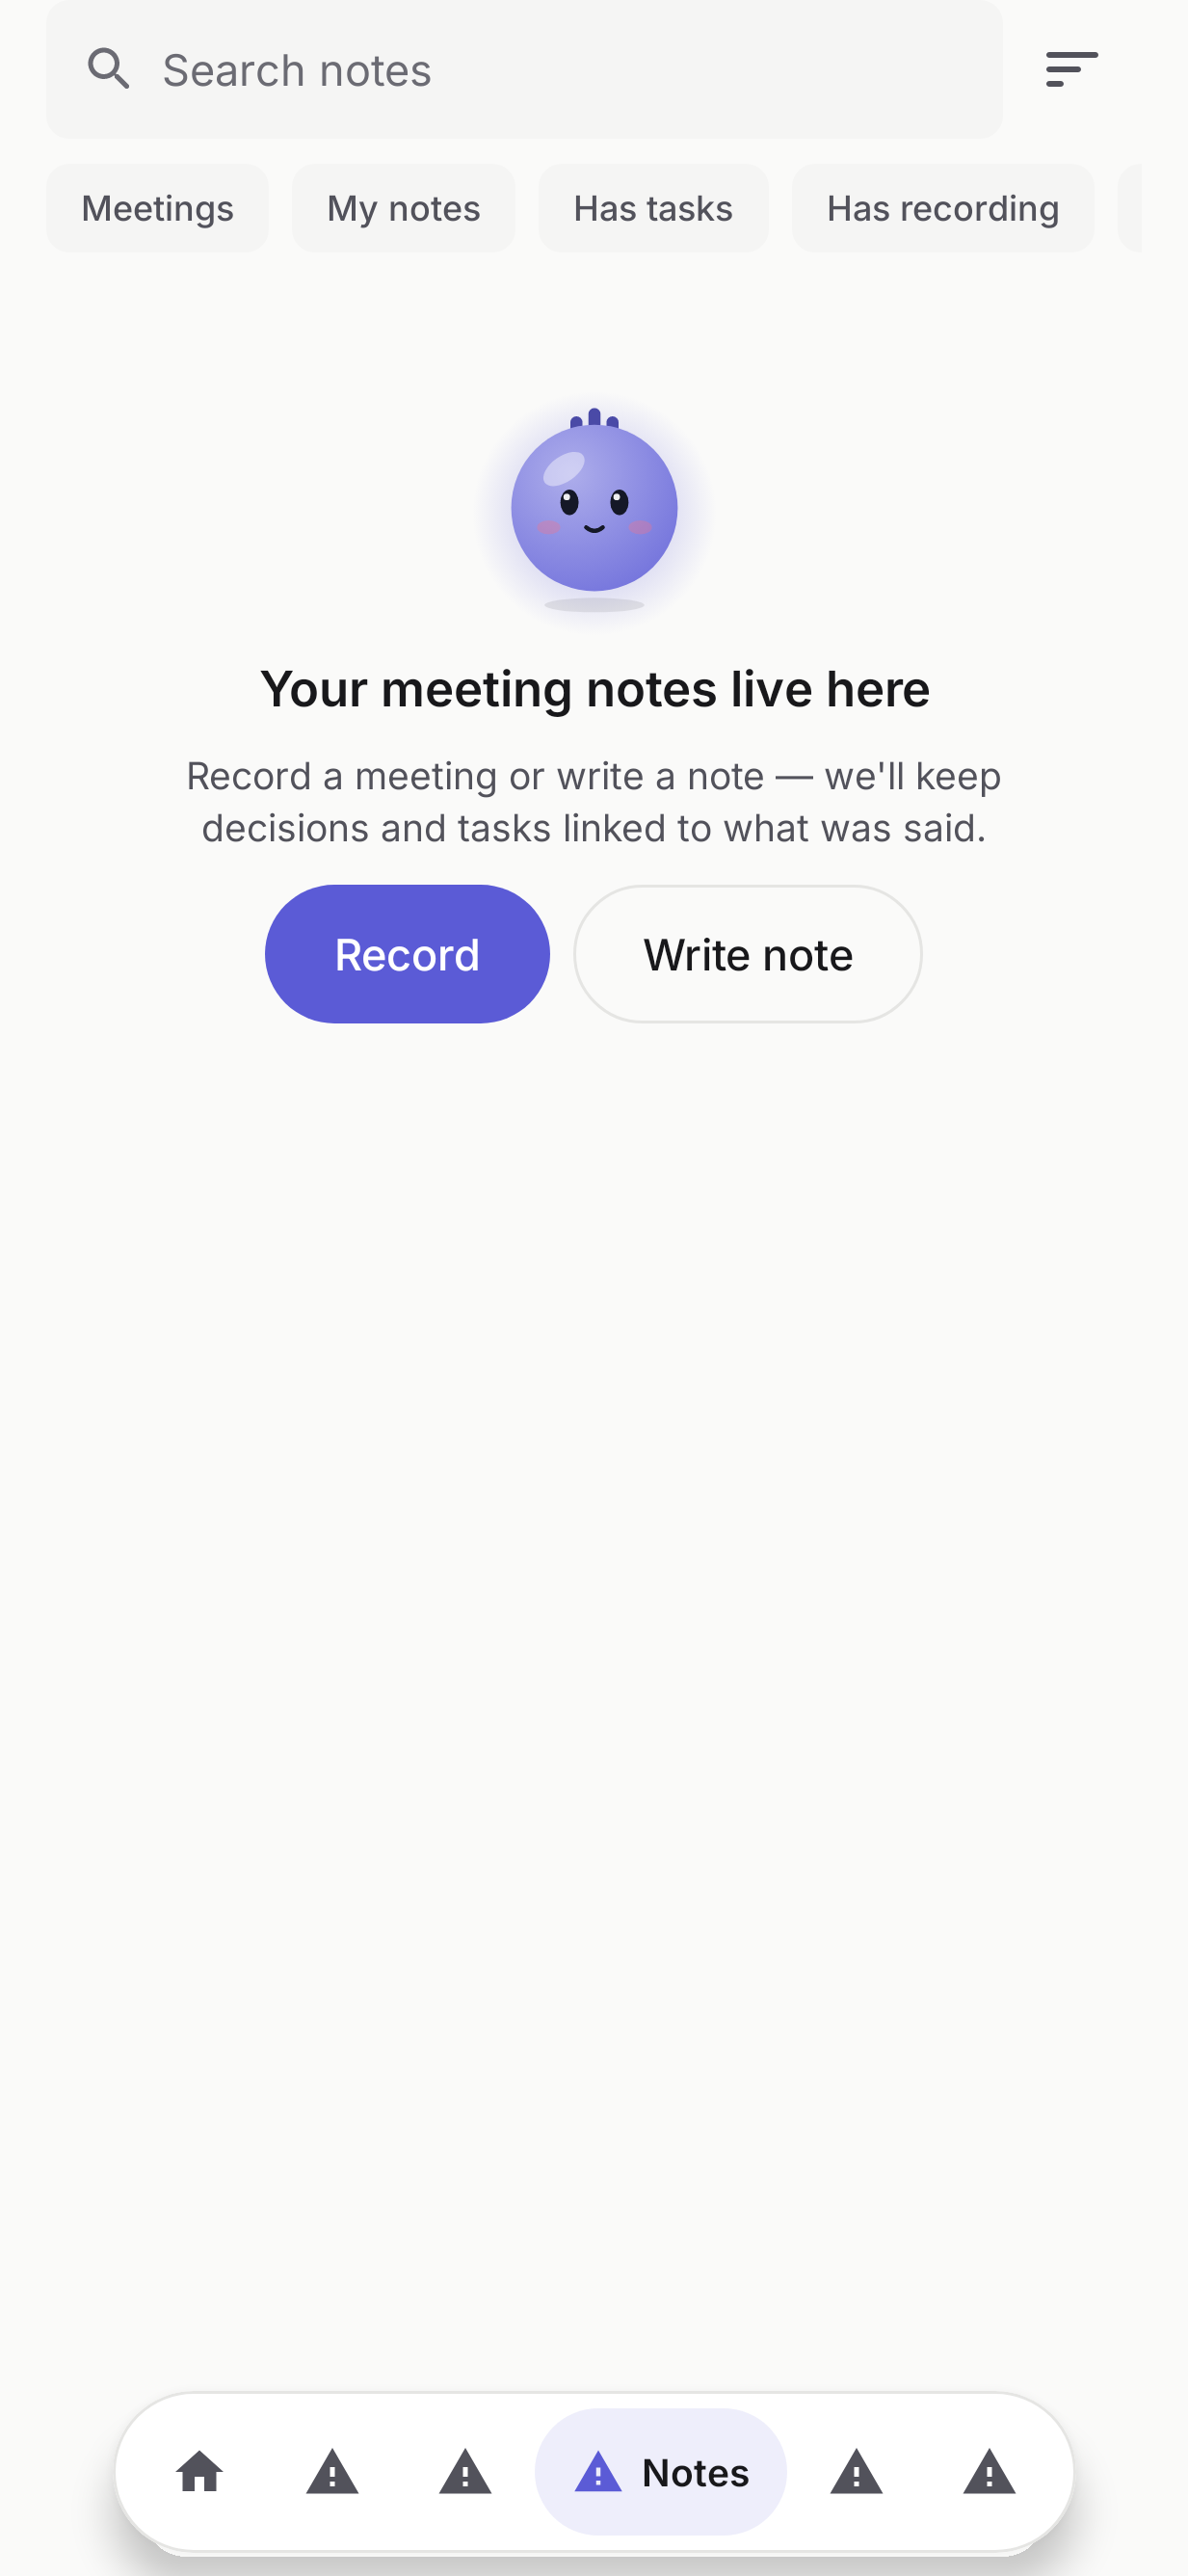 Search notes
Meetings
My notes
Has tasks
Has recording
Your meeting notes live here
Record a meeting or write a note — we'll keep
decisions and tasks linked to what was said.
Record
Write note
Notes